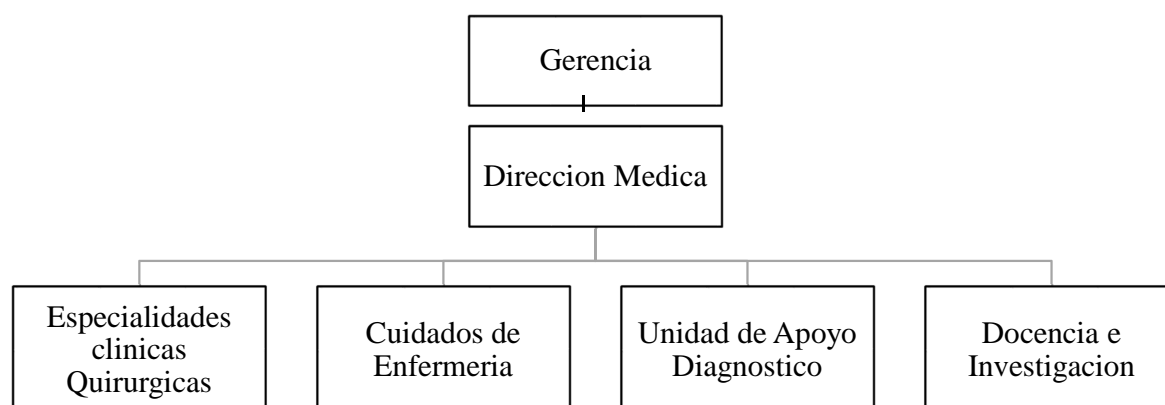 Gerencia
Direccion Medica
Especialidades
clinicas
Quirurgicas
Cuidados de
Enfermeria
Unidad de Apoyo
Diagnostico
Docencia e
Investigacion